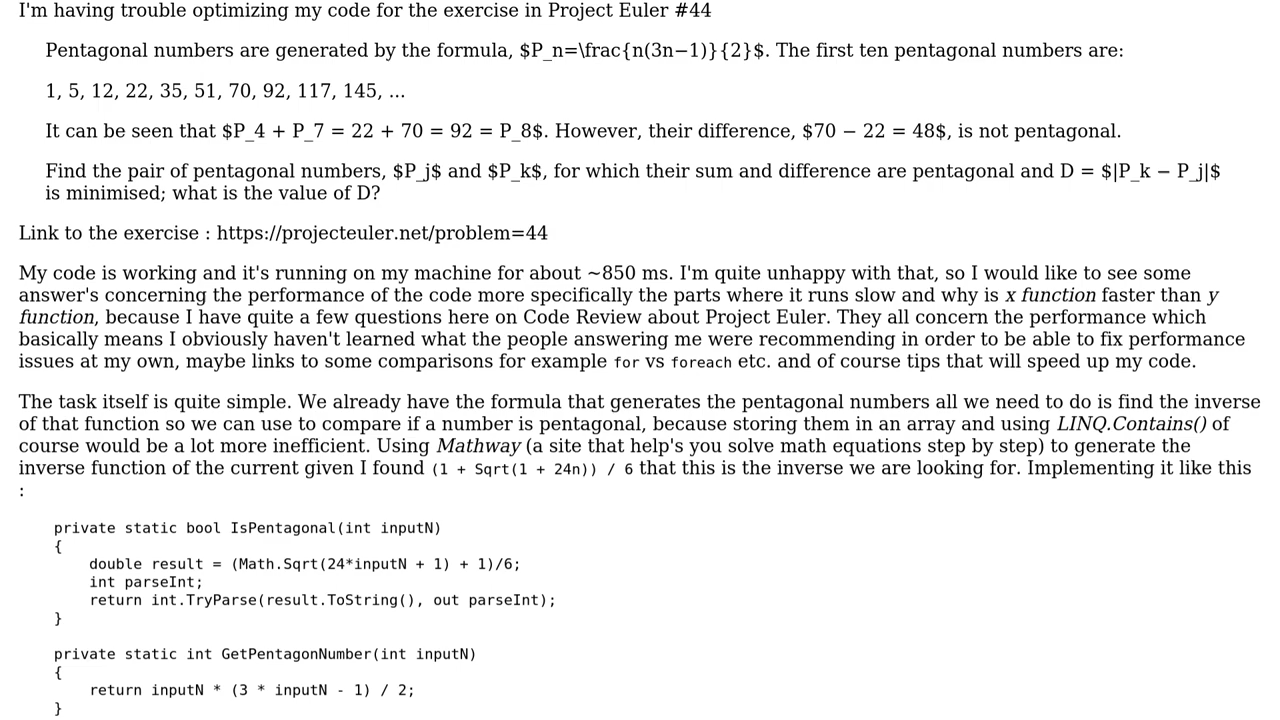 I'm having trouble optimizing my code for the exercise in Project Euler #44
Pentagonal numbers are generated by the formula, $P_n=\frac{n(3n−1)}{2}$. The first ten pentagonal numbers are:
1, 5, 12, 22, 35, 51, 70, 92, 117, 145, ...
It can be seen that $P_4 + P_7 = 22 + 70 = 92 = P_8$. However, their difference, $70 − 22 = 48$, is not pentagonal.
Find the pair of pentagonal numbers, $P_j$ and $P_k$, for which their sum and difference are pentagonal and D = $|P_k − P_j|$
is minimised; what is the value of D?
Link to the exercise : https://projecteuler.net/problem=44
My code is working and it's running on my machine for about ~850 ms. I'm quite unhappy with that, so I would like to see some
answer's concerning the performance of the code more specifically the parts where it runs slow and why is x function faster than y
function, because I have quite a few questions here on Code Review about Project Euler. They all concern the performance which
basically means I obviously haven't learned what the people answering me were recommending in order to be able to fix performance
issues at my own, maybe links to some comparisons for example for vs foreach etc. and of course tips that will speed up my code.
The task itself is quite simple. We already have the formula that generates the pentagonal numbers all we need to do is find the inverse
of that function so we can use to compare if a number is pentagonal, because storing them in an array and using LINQ.Contains() of
course would be a lot more inefficient. Using Mathway (a site that help's you solve math equations step by step) to generate the
inverse function of the current given I found (1 + Sqrt(1 + 24n)) / 6 that this is the inverse we are looking for. Implementing it like this
:
private static bool IsPentagonal(int inputN)
{
    double result = (Math.Sqrt(24*inputN + 1) + 1)/6;
    int parseInt;
    return int.TryParse(result.ToString(), out parseInt);
}
private static int GetPentagonNumber(int inputN)
{
    return inputN * (3 * inputN - 1) / 2;
}